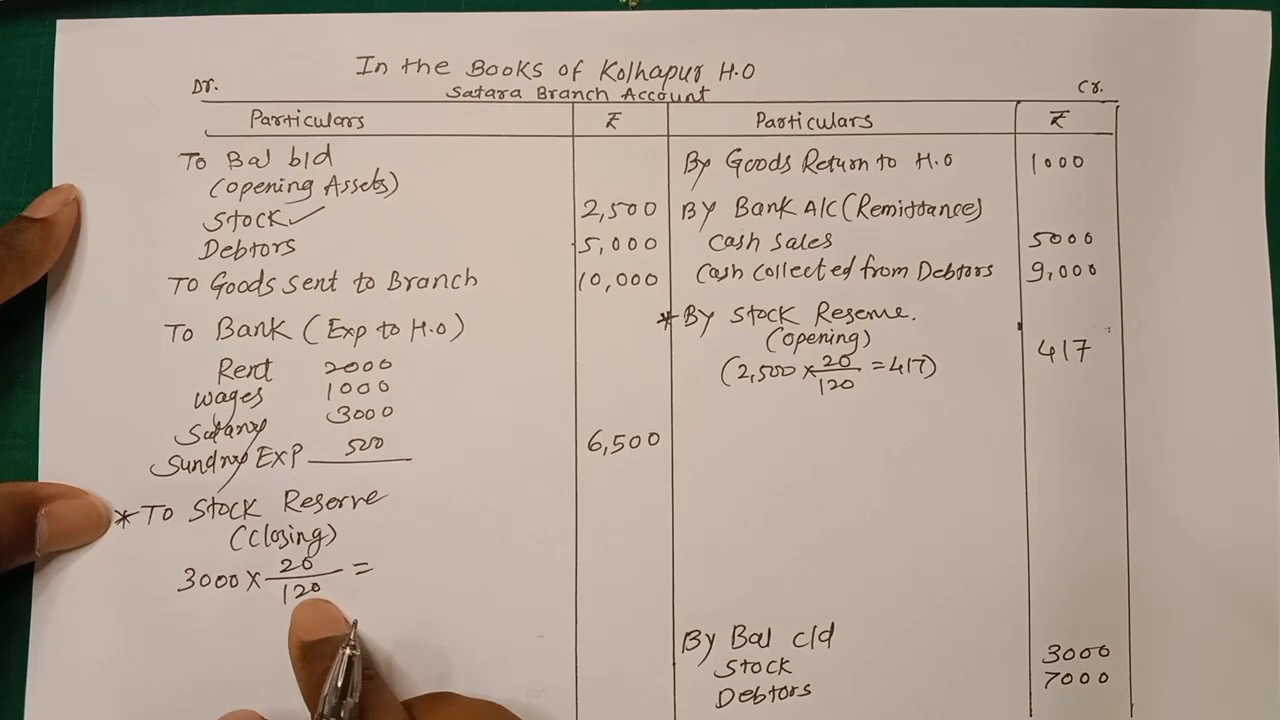 In the Books of Kolhapur H.O
Dr.
Satara Branch Account
Cr.
Particulars ₹ Particulars ₹
To Bal b/d
(opening Assets)
Stock ✓ 2,500
Debtors 5,000
To Goods sent to Branch 10,000
To Bank (Exp to H.O)
Rent 2000
Wages 1000
Salary 3000
Sundry Exp 500
6,500
* To Stock Reserve
(Closing)
3000 × 20/120 =
By Goods Return to H.O 1000
By Bank A/C (Remittance)
Cash Sales 5000
Cash Collected from Debtors 9,000
* By Stock Reserve.
(opening)
(2,500 × 20/120 = 417) 417
By Bal c/d
Stock 3000
Debtors 7000